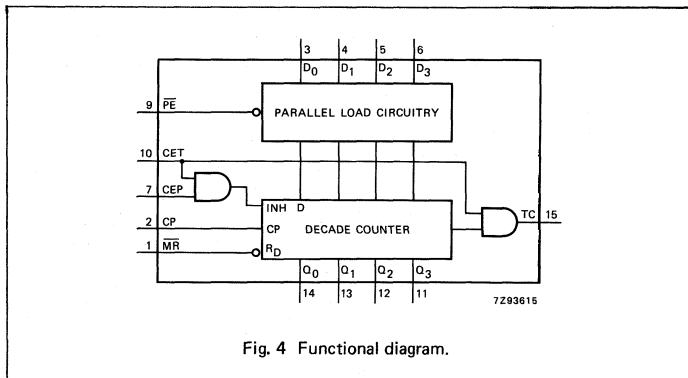 3 4 5 6
D0 D1 D2 D3
9 PE
PARALLEL LOAD CIRCUITRY
10 CET
7 CEP
INH D
TC 15
2 CP
CP DECADE COUNTER
1 MR
RD
Q0 Q1 Q2 Q3
14 13 12 11
7Z93615
Fig. 4 Functional diagram.